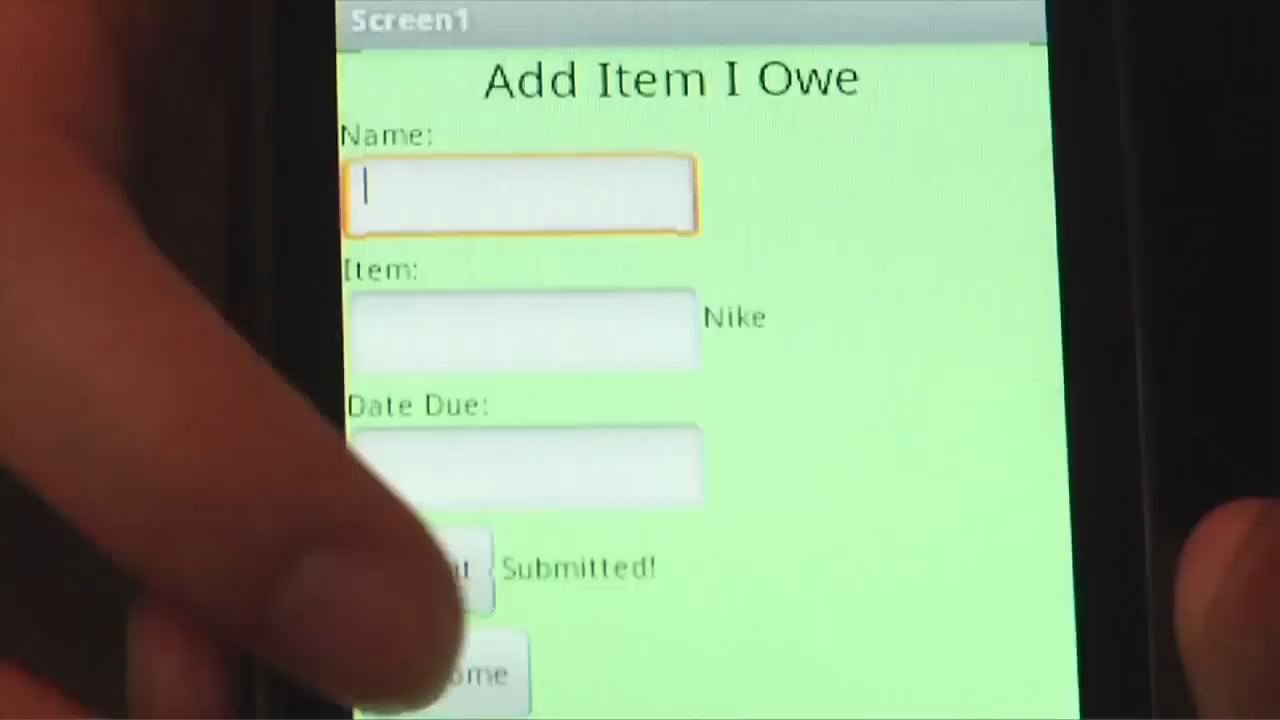 Screen1
Add Item I Owe
Name:
Item:
Nike
Date Due:
Submitted!